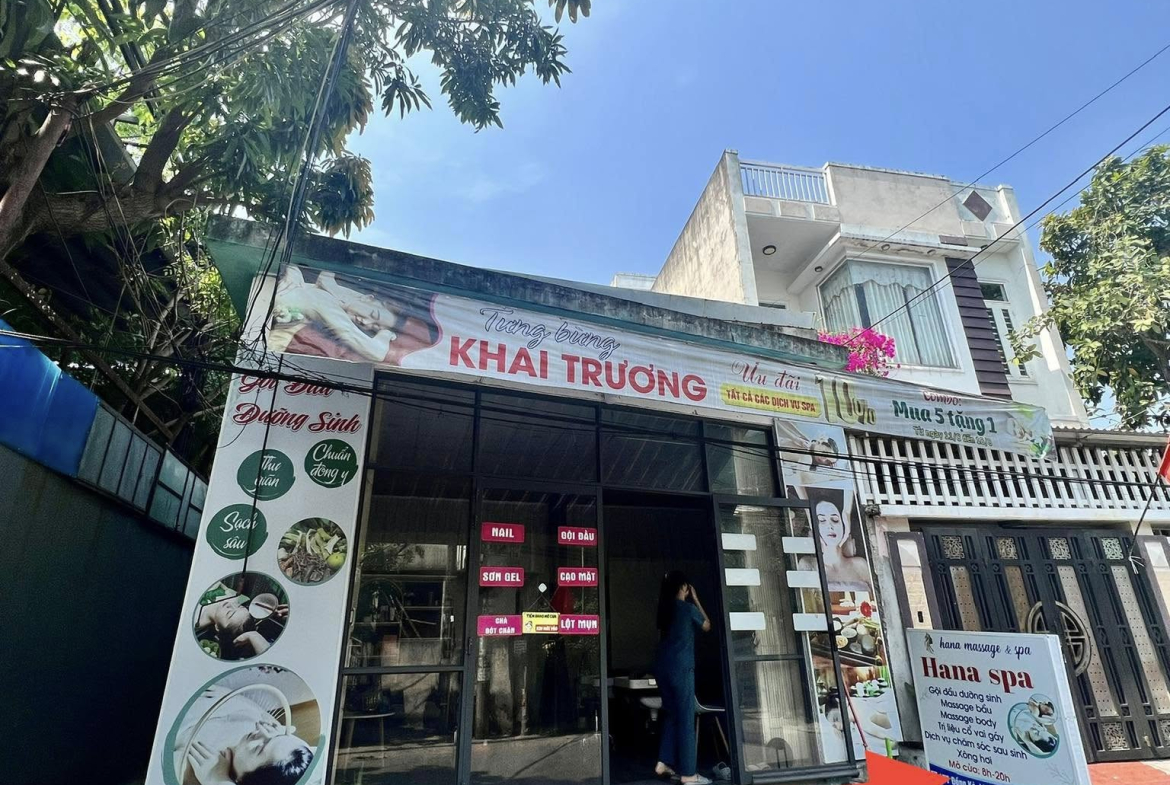 Tưng bừng
KHAI TRƯƠNG
Ưu đãi
TẤT CẢ CÁC DỊCH VỤ SPA
10%
Combo:
Mua 5 tặng 1
Từ ngày
Gội Đầu
Dưỡng Sinh
Chuẩn
đông y
Thư
giãn
Sạch
sâu
NAIL
GỘI ĐẦU
SƠN GEL
CẠO MẶT
CHÀ
GÓT CHÂN
LỘT MỤN
hana massage & spa
Hana spa
Gội đầu dưỡng sinh
Massage bầu
Massage body
Trị liệu cổ vai gáy
Dịch vụ chăm sóc sau sinh
Xông hơi
Mở cửa: 8h-20h